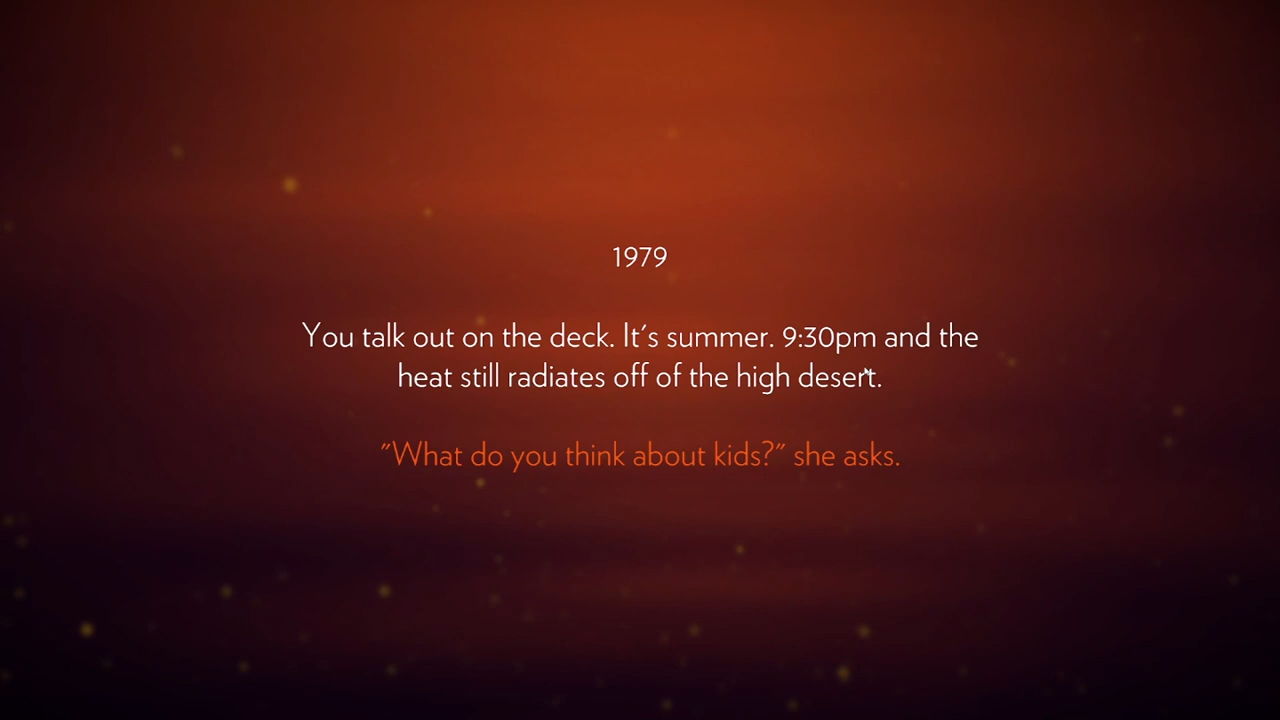 1979
You talk out on the deck. It's summer. 9:30pm and the
heat still radiates off of the high desert.
"What do you think about kids?" she asks.